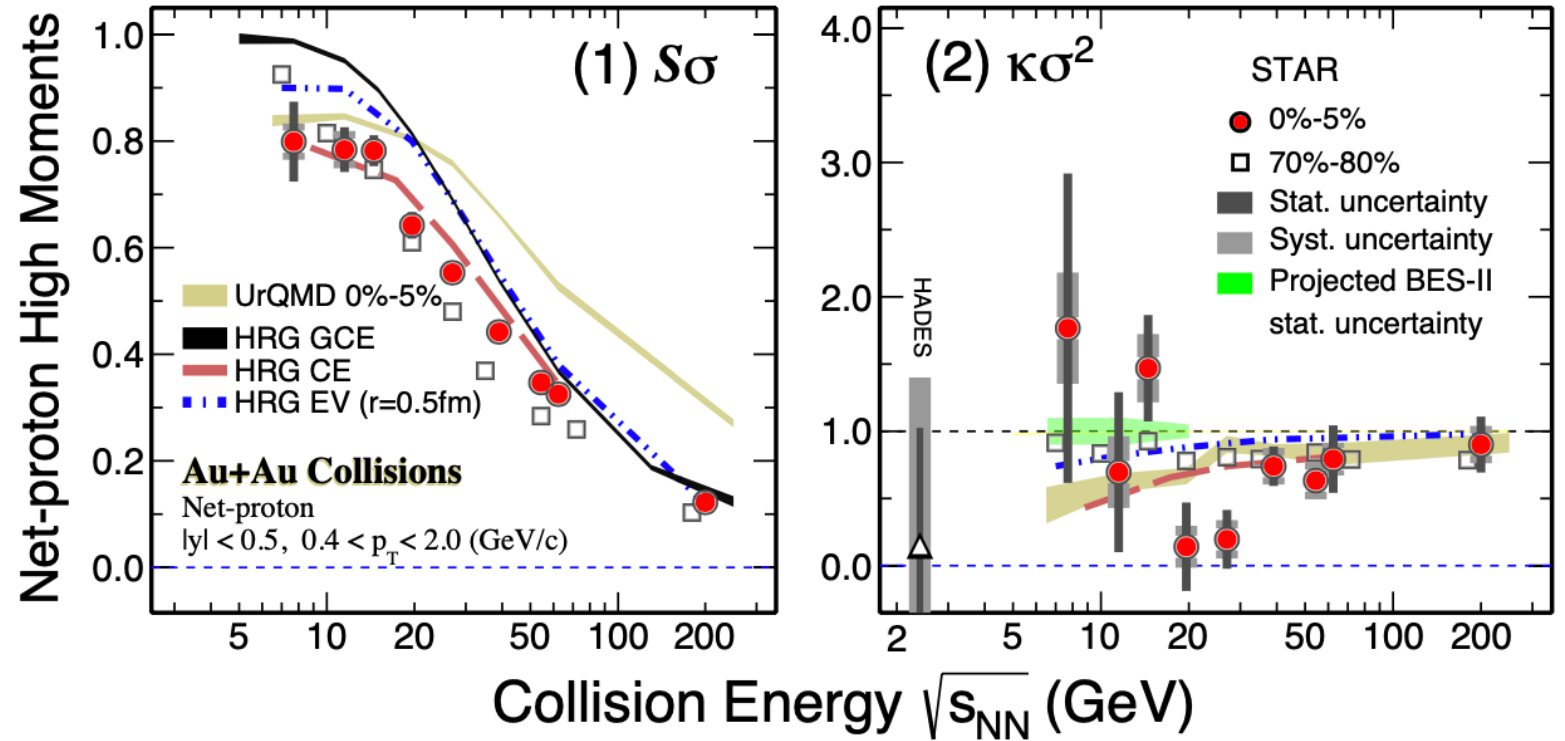 Net-proton High Moments
1.0
0.8
0.6
0.4
0.2
0.0
(1) Sσ
UrQMD 0%-5%
HRG GCE
HRG CE
HRG EV (r=0.5fm)
Au+Au Collisions
Net-proton
|y| < 0.5, 0.4 < p_T < 2.0 (GeV/c)
5 10 20 50 100 200
4.0
3.0
2.0
1.0
0.0
(2) κσ²
STAR
0%-5%
70%-80%
Stat. uncertainty
Syst. uncertainty
Projected BES-II
stat. uncertainty
HADES
2 5 10 20 50 100 200
Collision Energy √s_NN (GeV)